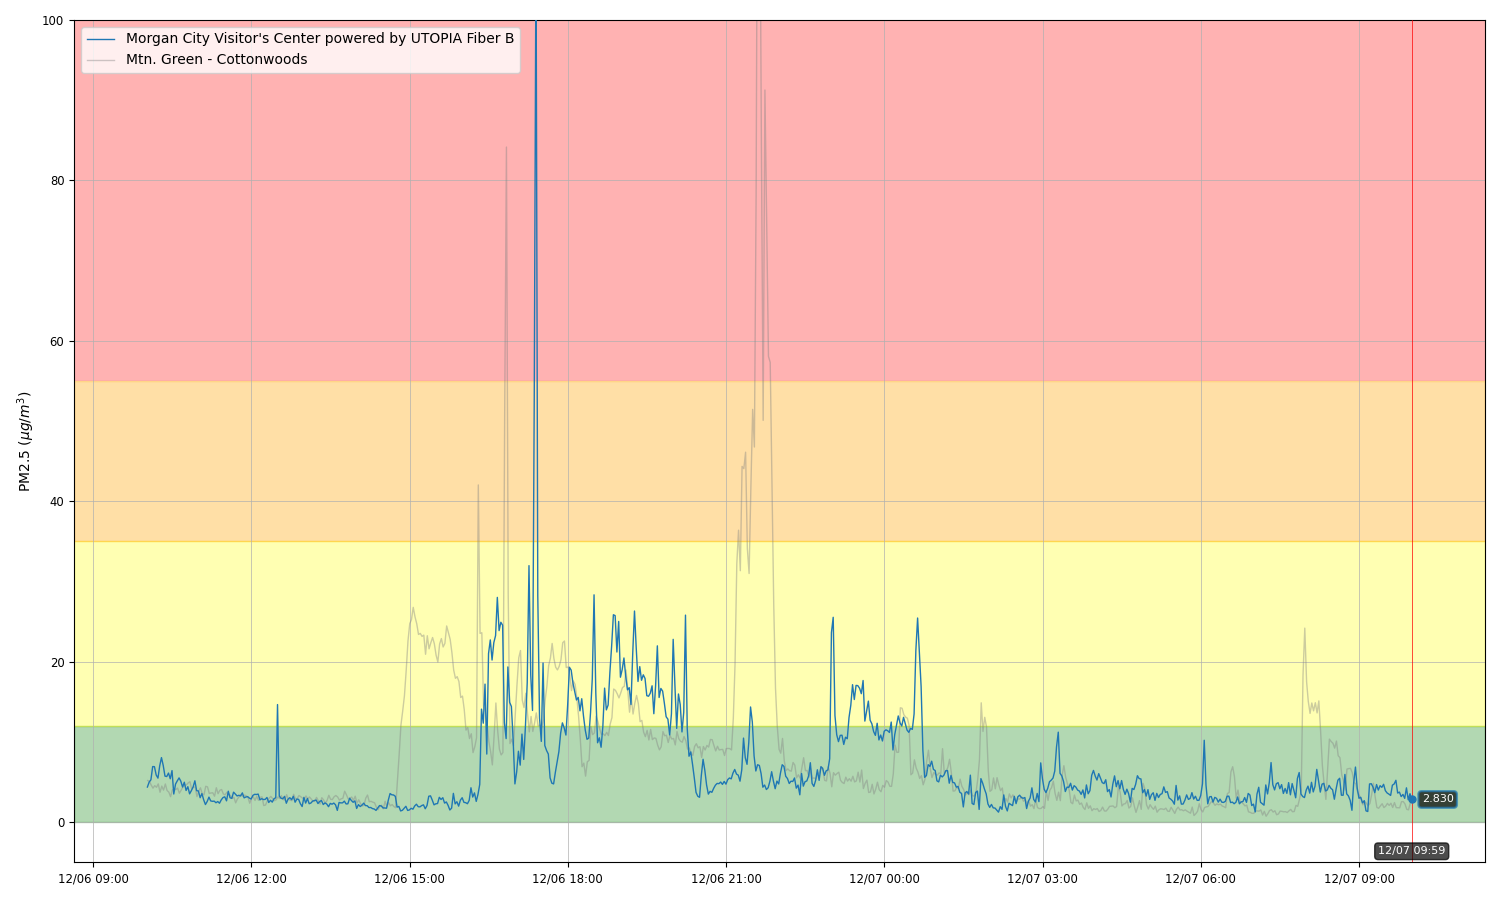 100
Morgan City Visitor's Center powered by UTOPIA Fiber B
Mtn. Green - Cottonwoods
80
60
PM2.5 (µg/m³)
40
20
0
2.830
12/07 09:59
12/06 09:00 12/06 12:00 12/06 15:00 12/06 18:00 12/06 21:00 12/07 00:00 12/07 03:00 12/07 06:00 12/07 09:00